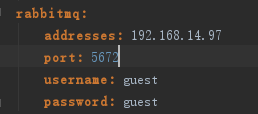 rabbitmq:
addresses: 192.168.14.97
port: 5672
username: guest
password: guest